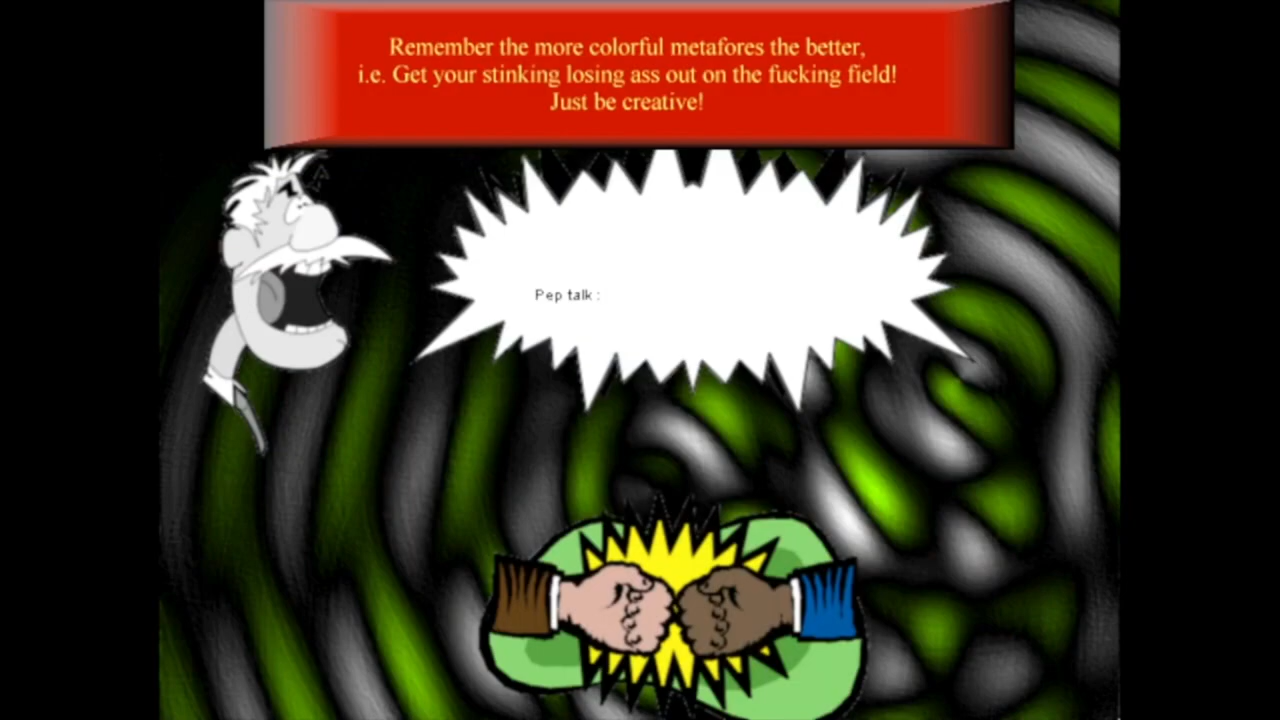 Remember the more colorful metafores the better,
i.e. Get your stinking losing ass out on the fucking field!
Just be creative!
Pep talk :